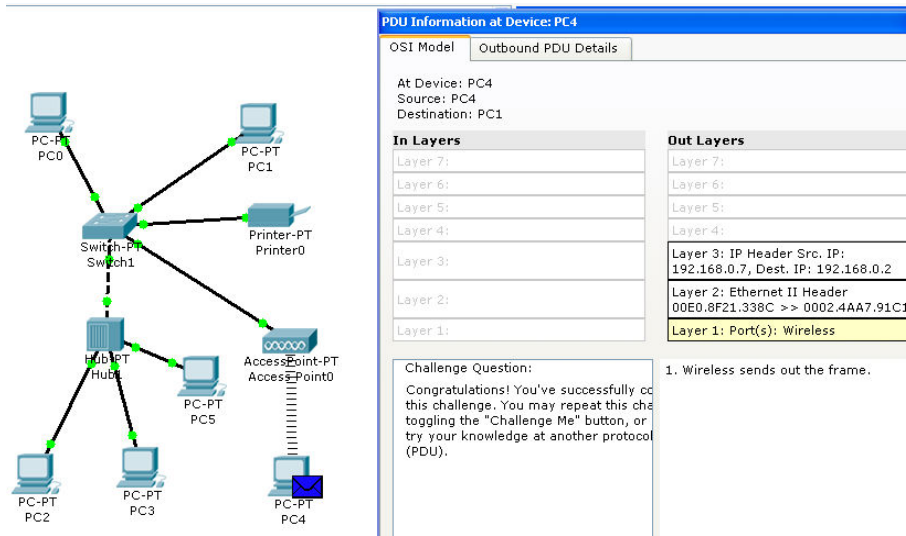 PDU Information at Device: PC4
OSI Model
Outbound PDU Details
At Device: PC4
Source: PC4
Destination: PC1
In Layers
Layer 7:
Layer 6:
Layer 5:
Layer 4:
Layer 3:
Layer 2:
Layer 1:
Out Layers
Layer 7:
Layer 6:
Layer 5:
Layer 4:
Layer 3: IP Header Src. IP:
192.168.0.7, Dest. IP: 192.168.0.2
Layer 2: Ethernet II Header
00E0.8F21.338C >> 0002.4AA7.91C1
Layer 1: Port(s): Wireless
Challenge Question:
Congratulations! You've successfully co
this challenge. You may repeat this cha
toggling the "Challenge Me" button, or
try your knowledge at another protocol
(PDU).
1. Wireless sends out the frame.
PC-PT
PC0
PC-PT
PC1
Printer-PT
Printer0
Switch-PT
Switch1
Hub-PT
Hub1
AccessPoint-PT
Access Point0
PC-PT
PC5
PC-PT
PC2
PC-PT
PC3
PC-PT
PC4